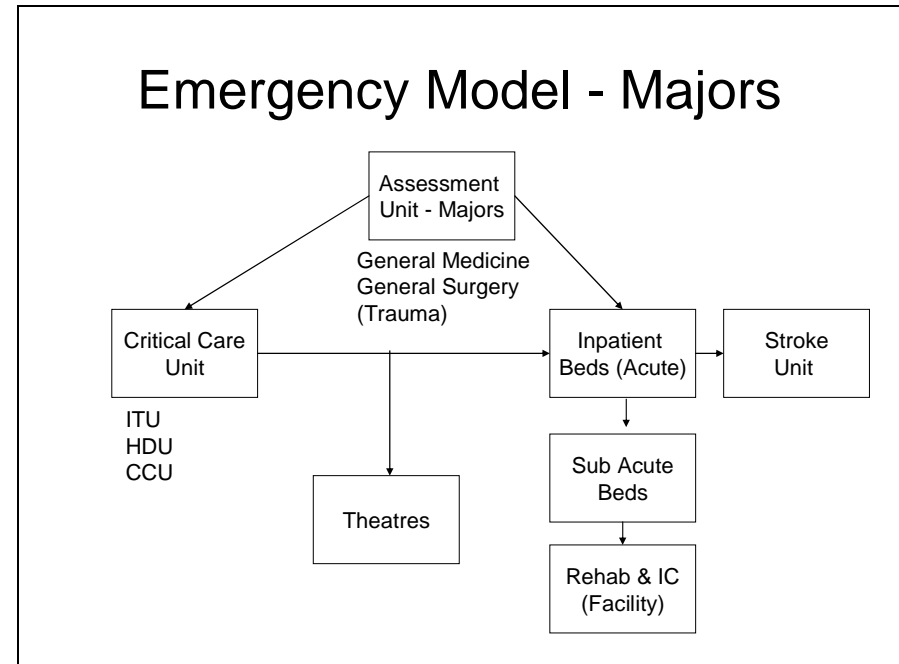 Emergency Model - Majors
Assessment
Unit - Majors
General Medicine
General Surgery
(Trauma)
Critical Care
Unit
ITU
HDU
CCU
Inpatient
Beds (Acute)
Stroke
Unit
Theatres
Sub Acute
Beds
Rehab & IC
(Facility)